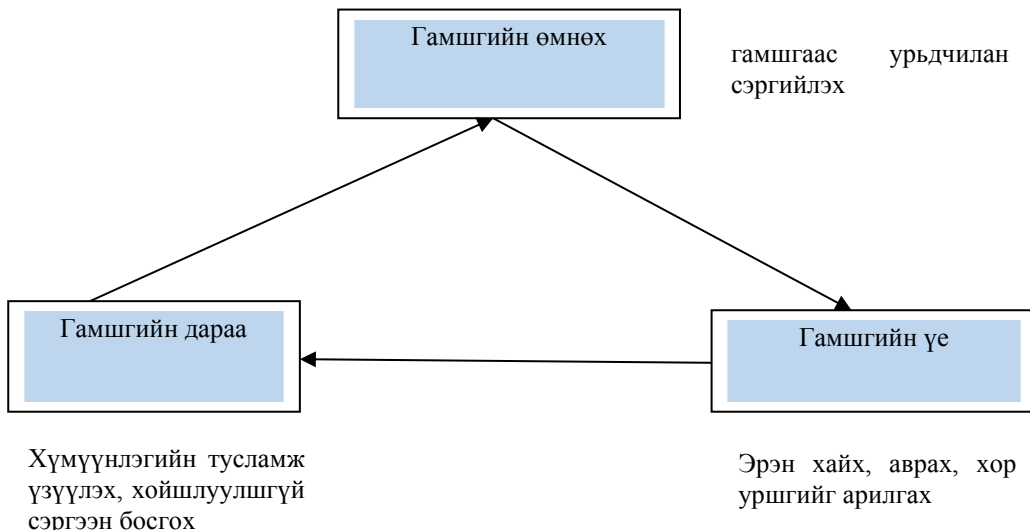 Гамшгийн өмнөх
гамшгаас урьдчилан
сэргийлэх
Гамшгийн дараа
Гамшгийн үе
Хүмүүнлэгийн тусламж
үзүүлэх, хойшлуулшгүй
сэргээн босгох
Эрэн хайх, аврах, хор
уршгийг арилгах